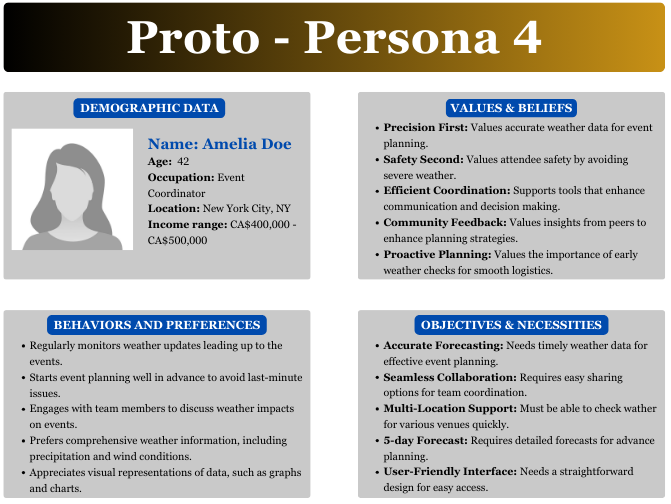 Proto - Persona 4
DEMOGRAPHIC DATA
Name: Amelia Doe
Age: 42
Occupation: Event
Coordinator
Location: New York City, NY
Income range: CA$400,000 -
CA$500,000
VALUES & BELIEFS
• Precision First: Values accurate weather data for event
planning.
• Safety Second: Values attendee safety by avoiding
severe weather.
• Efficient Coordination: Supports tools that enhance
communication and decision making.
• Community Feedback: Values insights from peers to
enhance planning strategies.
• Proactive Planning: Values the importance of early
weather checks for smooth logistics.
BEHAVIORS AND PREFERENCES
• Regularly monitors weather updates leading up to the
events.
• Starts event planning well in advance to avoid last-minute
issues.
• Engages with team members to discuss weather impacts
on events.
• Prefers comprehensive weather information, including
precipitation and wind conditions.
• Appreciates visual representations of data, such as graphs
and charts.
OBJECTIVES & NECESSITIES
• Accurate Forecasting: Needs timely weather data for
effective event planning.
• Seamless Collaboration: Requires easy sharing
options for team coordination.
• Multi-Location Support: Must be able to check wather
for various venues quickly.
• 5-day Forecast: Requires detailed forecasts for advance
planning.
• User-Friendly Interface: Needs a straightforward
design for easy access.